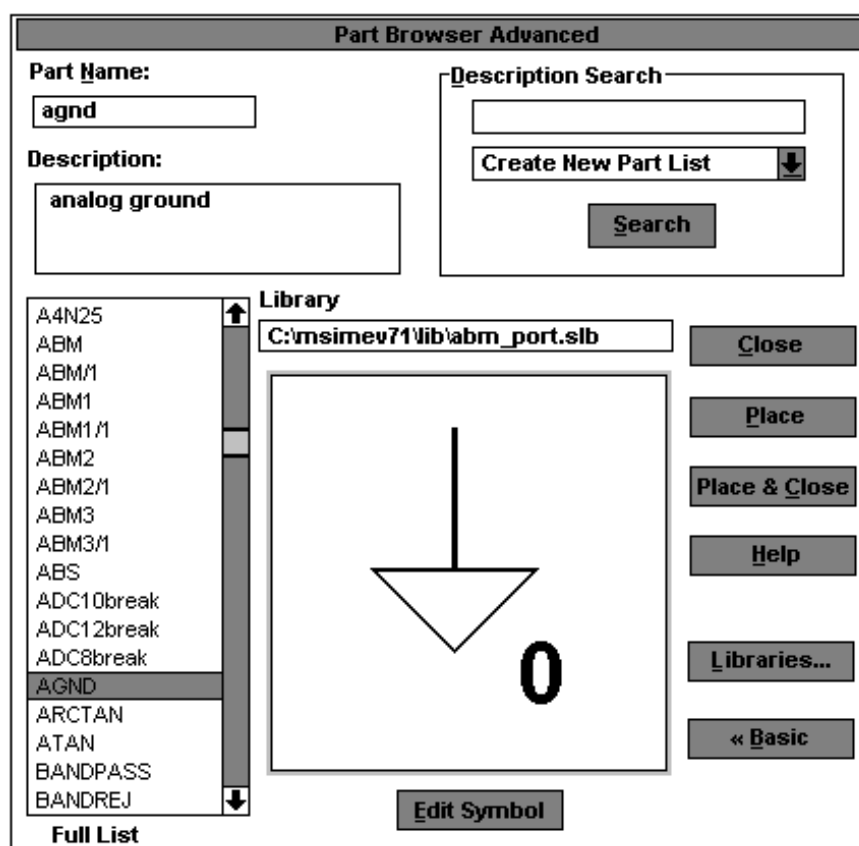 Part Browser Advanced
Part Name:
agnd
Description:
analog ground
Description Search
Create New Part List
Search
A4N25
ABM
ABM/1
ABM1
ABM1/1
ABM2
ABM2/1
ABM3
ABM3/1
ABS
ADC10break
ADC12break
ADC8break
AGND
ARCTAN
ATAN
BANDPASS
BANDREJ
Full List
Library
C:\msimev71\lib\abm_port.slb
0
Edit Symbol
Close
Place
Place & Close
Help
Libraries...
« Basic